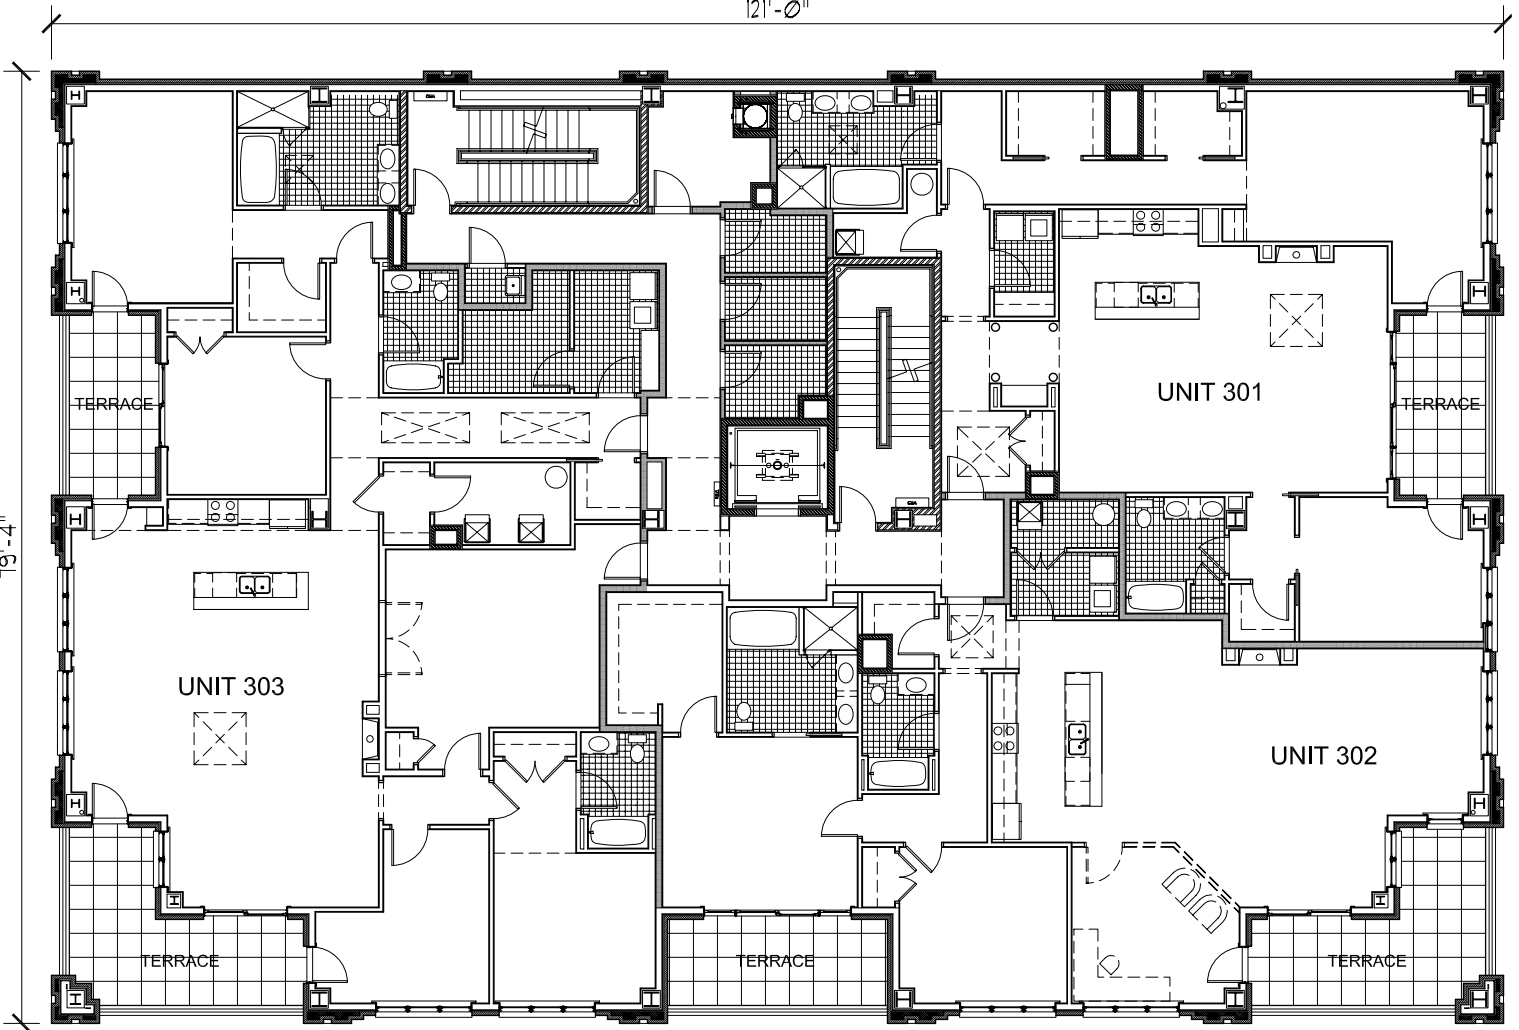 121'-0"
UNIT 301
TERRACE
TERRACE
79'-4"
UNIT 303
UNIT 302
TERRACE
TERRACE
TERRACE